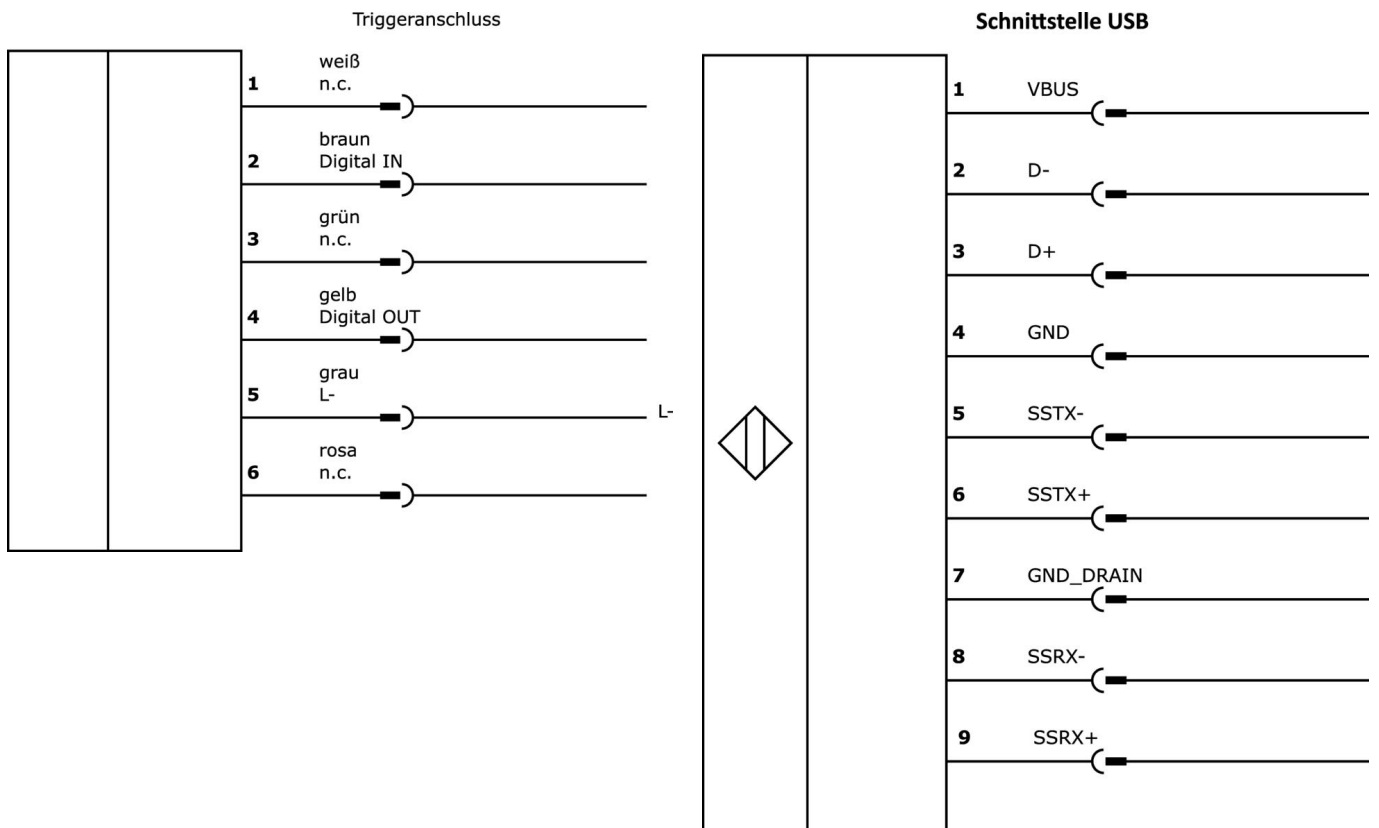 Triggeranschluss
weiß
1 n.c.
braun
2 Digital IN
grün
3 n.c.
gelb
4 Digital OUT
grau
5 L-
L-
rosa
6 n.c.
Schnittstelle USB
1 VBUS
2 D-
3 D+
4 GND
5 SSTX-
6 SSTX+
7 GND_DRAIN
8 SSRX-
9 SSRX+